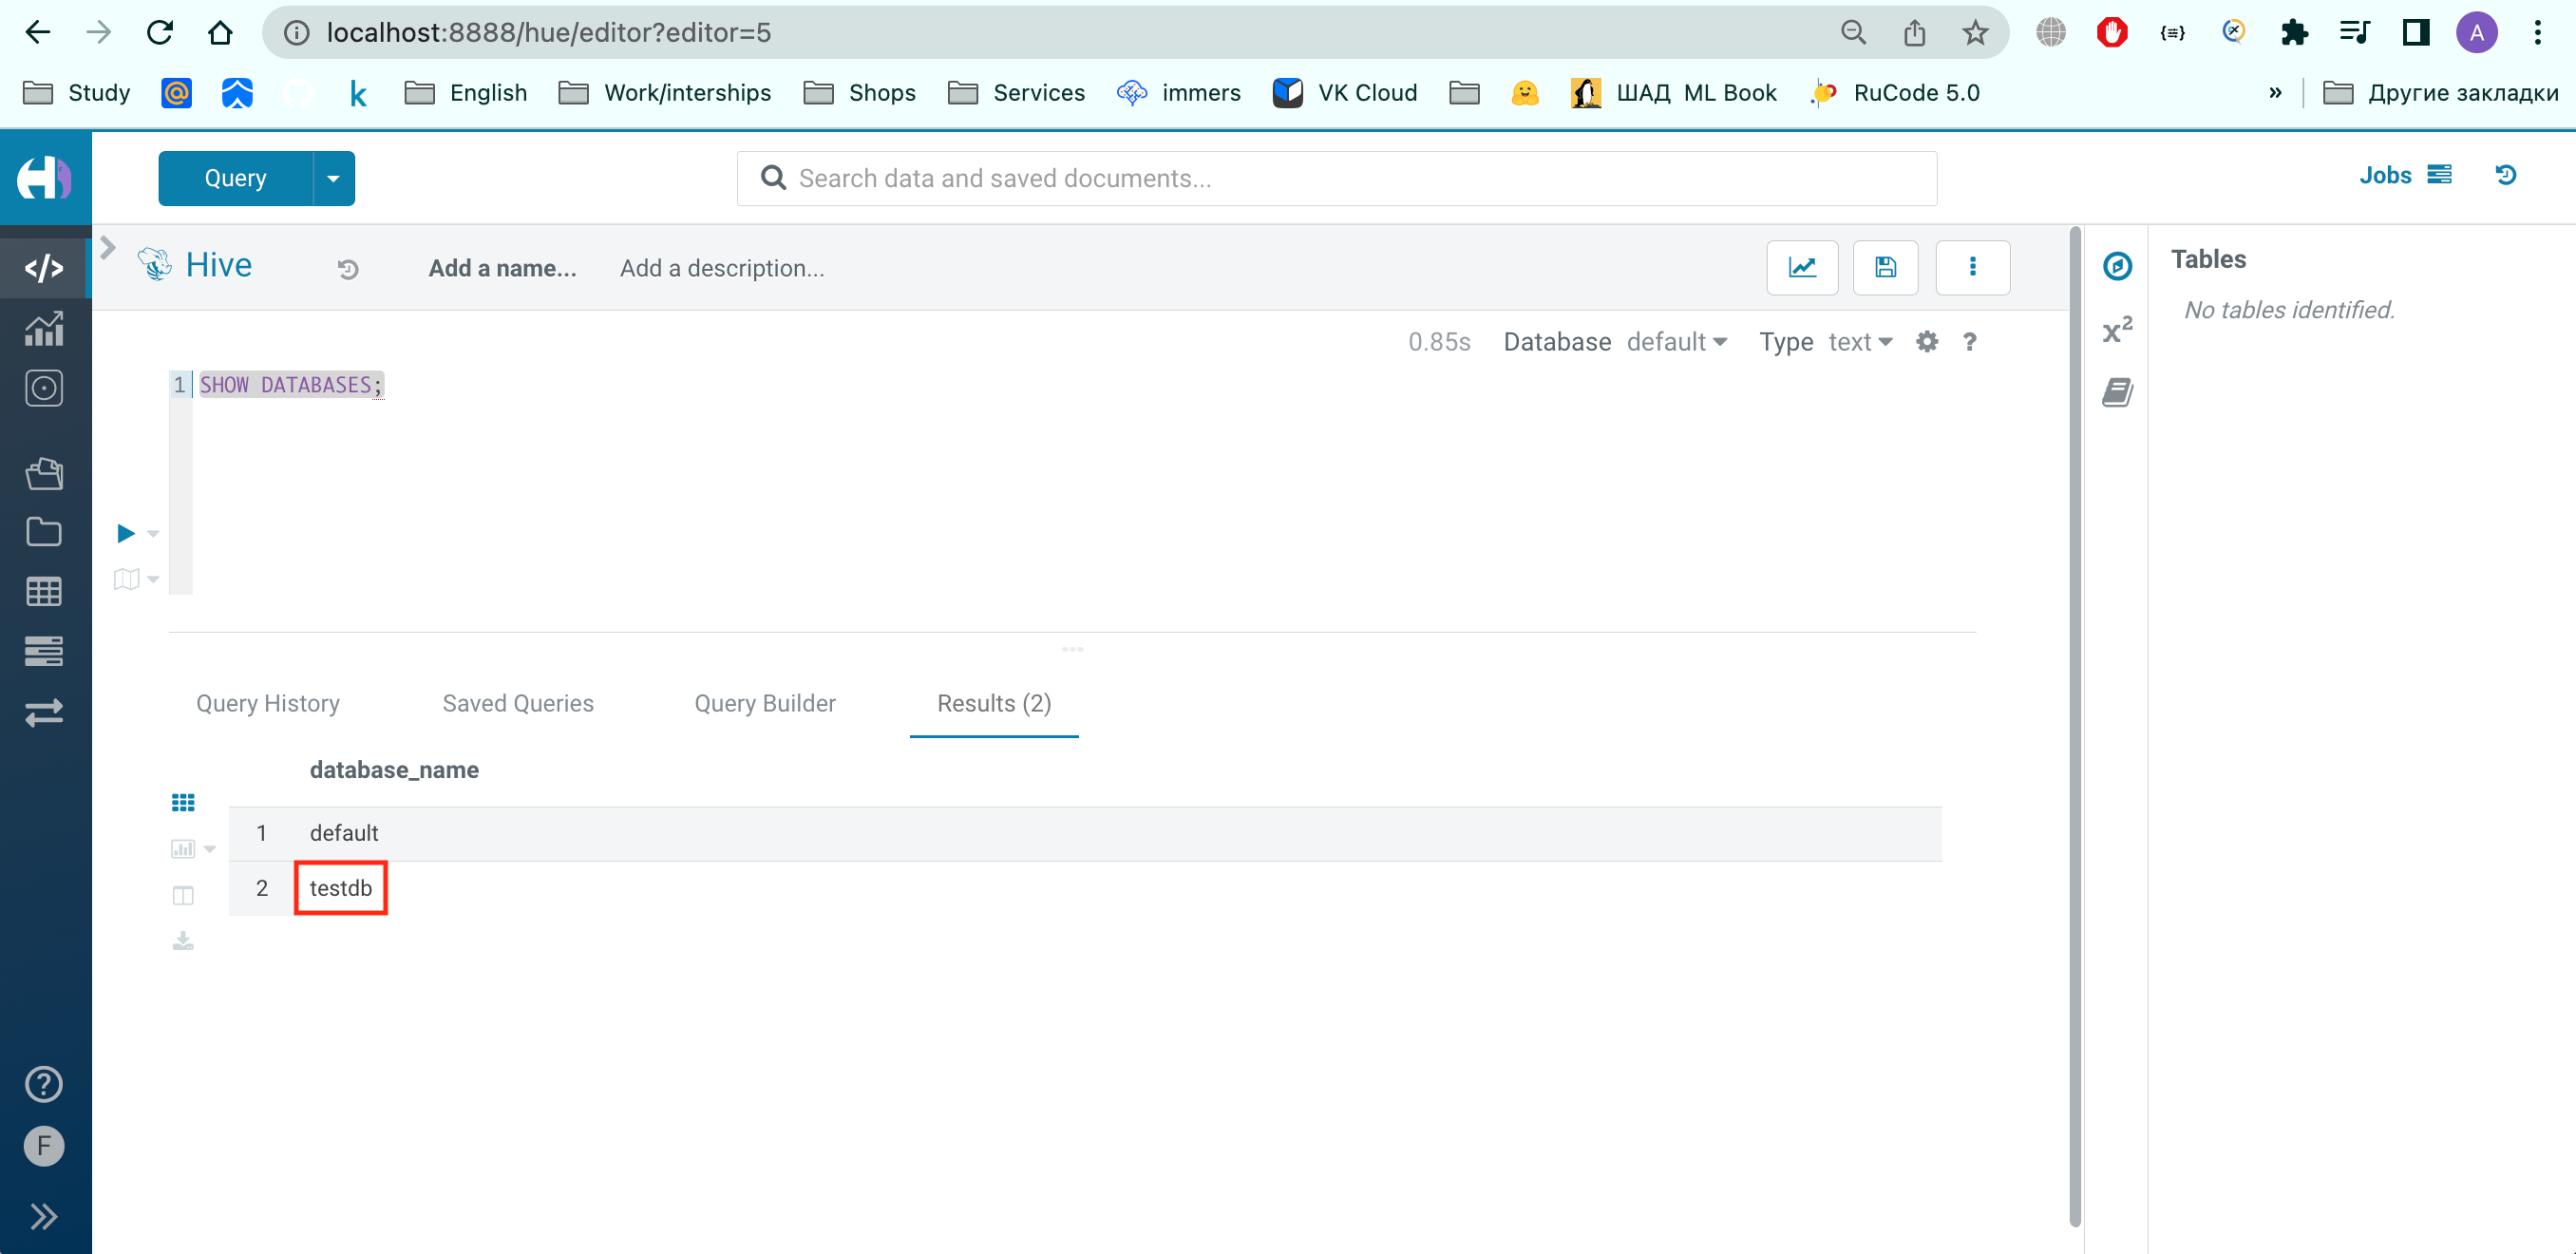 localhost:8888/hue/editor?editor=5
A
Study
k
English
Work/interships
Shops
Services
immers
VK Cloud
ШАД ML Book
RuCode 5.0
»
Другие закладки
Query
Search data and saved documents...
Jobs
Hive
Add a name...
Add a description...
Tables
No tables identified.
0.85s
Database default
Type text
?
x²
1 SHOW DATABASES;
Query History
Saved Queries
Query Builder
Results (2)
database_name
1 default
2 testdb
?
F